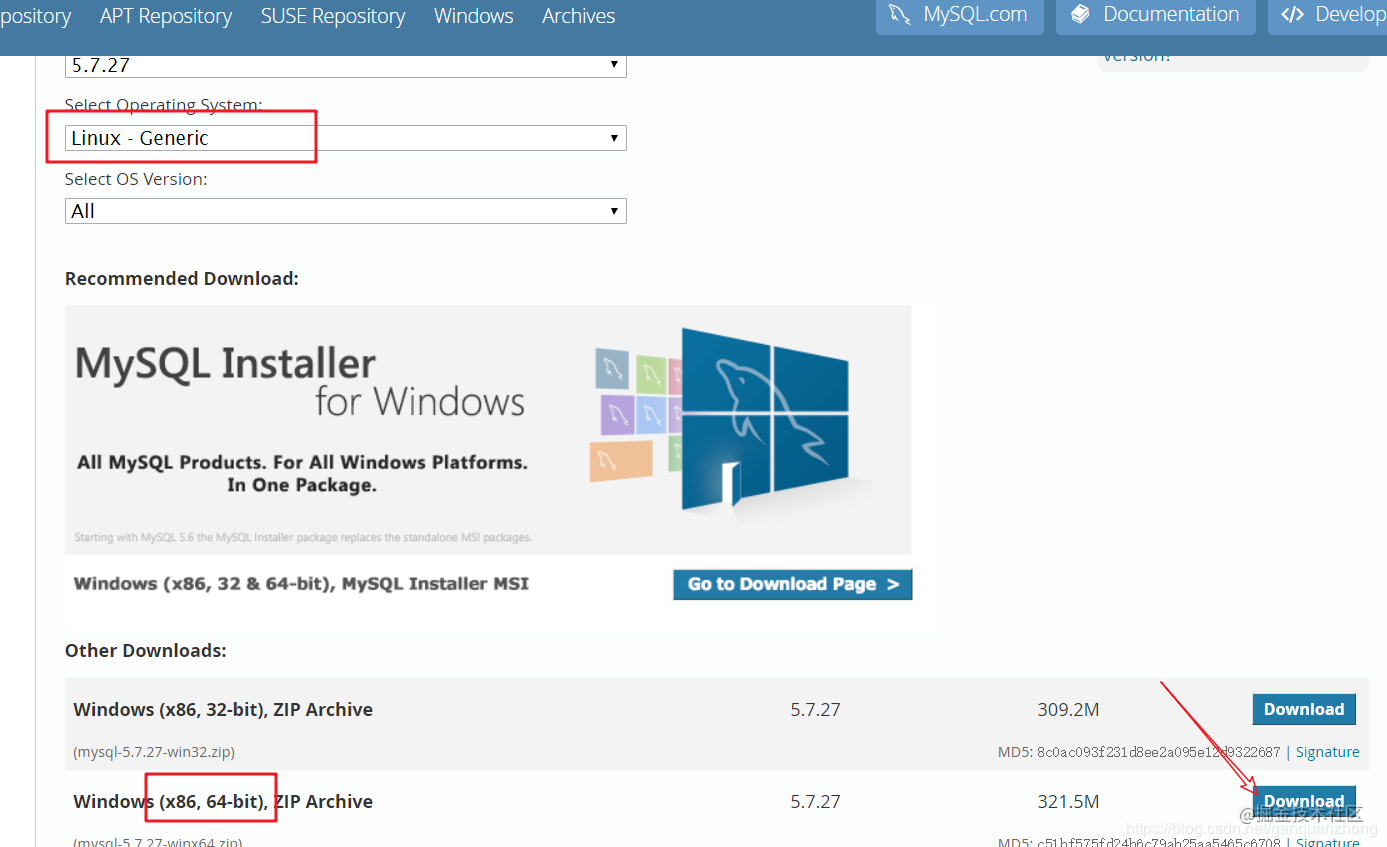 pository APT Repository SUSE Repository Windows Archives MySQL.com Documentation Develop
5.7.27
version?
Select Operating System:
Linux - Generic
Select OS Version:
All
Recommended Download:
MySQL Installer
for Windows
All MySQL Products. For All Windows Platforms.
In One Package.
Starting with MySQL 5.6 the MySQL Installer package replaces the standalone MSI packages.
Windows (x86, 32 & 64-bit), MySQL Installer MSI
Go to Download Page >
Other Downloads:
Windows (x86, 32-bit), ZIP Archive 5.7.27 309.2M Download
(mysql-5.7.27-win32.zip) MD5: 8c0ac093f231d8ee2a095e12d9322687 | Signature
Windows (x86, 64-bit), ZIP Archive 5.7.27 321.5M Download
@掘金技术社区
https://blog.csdn.net/ganquanzhong
(mysql-5.7.27-winx64.zip) MD5: | Signature